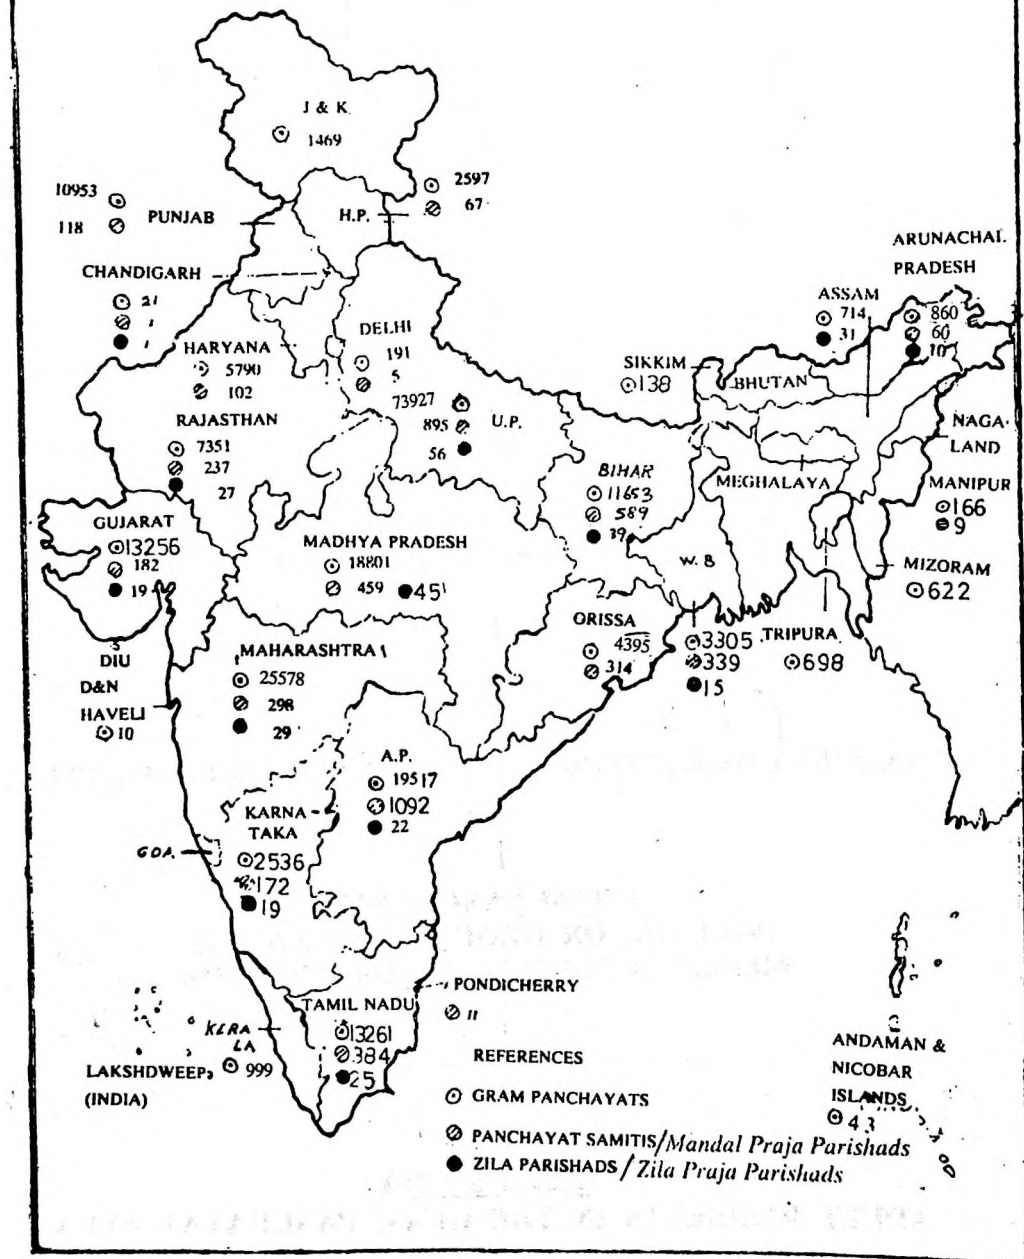 J & K
1469
10953
118
PUNJAB
H.P.
2597
67
CHANDIGARH
21
1
1
HARYANA
5790
102
DELHI
191
5
RAJASTHAN
7351
237
27
73927
895
56
U.P.
ARUNACHAL
PRADESH
860
60
10
ASSAM
714
31
SIKKIM
138
BHUTAN
NAGA-
LAND
MEGHALAYA
MANIPUR
166
9
MIZORAM
622
BIHAR
11653
589
39
W.B
GUJARAT
13256
182
19
MADHYA PRADESH
18801
459
45
ORISSA
4395
314
3305
339
15
TRIPURA
698
DIU
D&N
HAVELI
10
MAHARASHTRA
25578
298
29
A.P.
19517
1092
22
KARNA-
TAKA
2536
172
19
GOA.
PONDICHERRY
11
TAMIL NADU
13261
384
25
KERA
LA
999
LAKSHDWEEP
(INDIA)
ANDAMAN &
NICOBAR
ISLANDS
43
REFERENCES
GRAM PANCHAYATS
PANCHAYAT SAMITIS/Mandal Praja Parishads
ZILA PARISHADS / Zila Praja Parishads